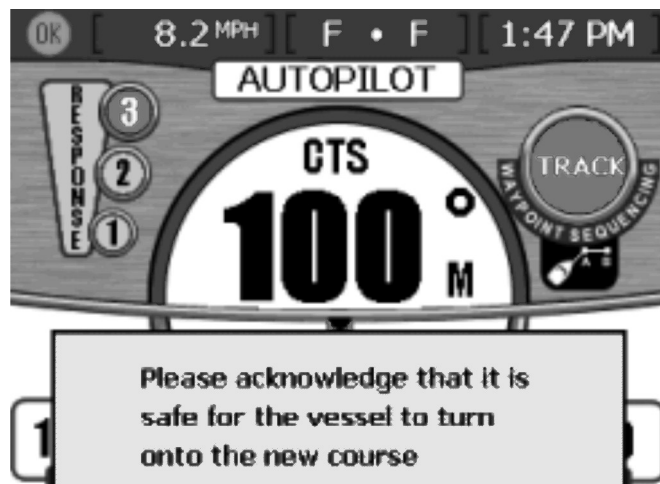 OK [ 8.2 MPH ] [ F • F ] [ 1:47 PM ]
AUTOPILOT
RESPONSE
3
2
1
CTS
100°
M
TRACK
WAYPOINT SEQUENCING
A B
Please acknowledge that it is
safe for the vessel to turn
onto the new course
1